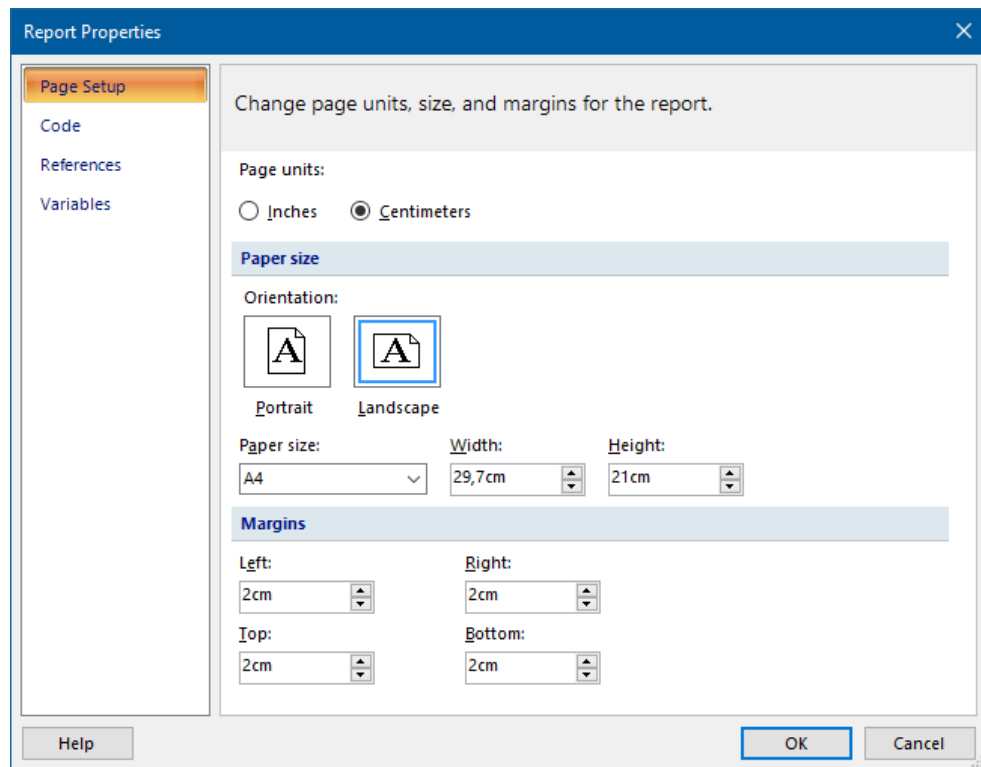 Report Properties
Page Setup
Code
References
Variables
Change page units, size, and margins for the report.
Page units:
Inches Centimeters
Paper size
Orientation:
A A
Portrait Landscape
Paper size: Width: Height:
A4 29,7cm 21cm
Margins
Left: Right:
2cm 2cm
Top: Bottom:
2cm 2cm
Help OK Cancel